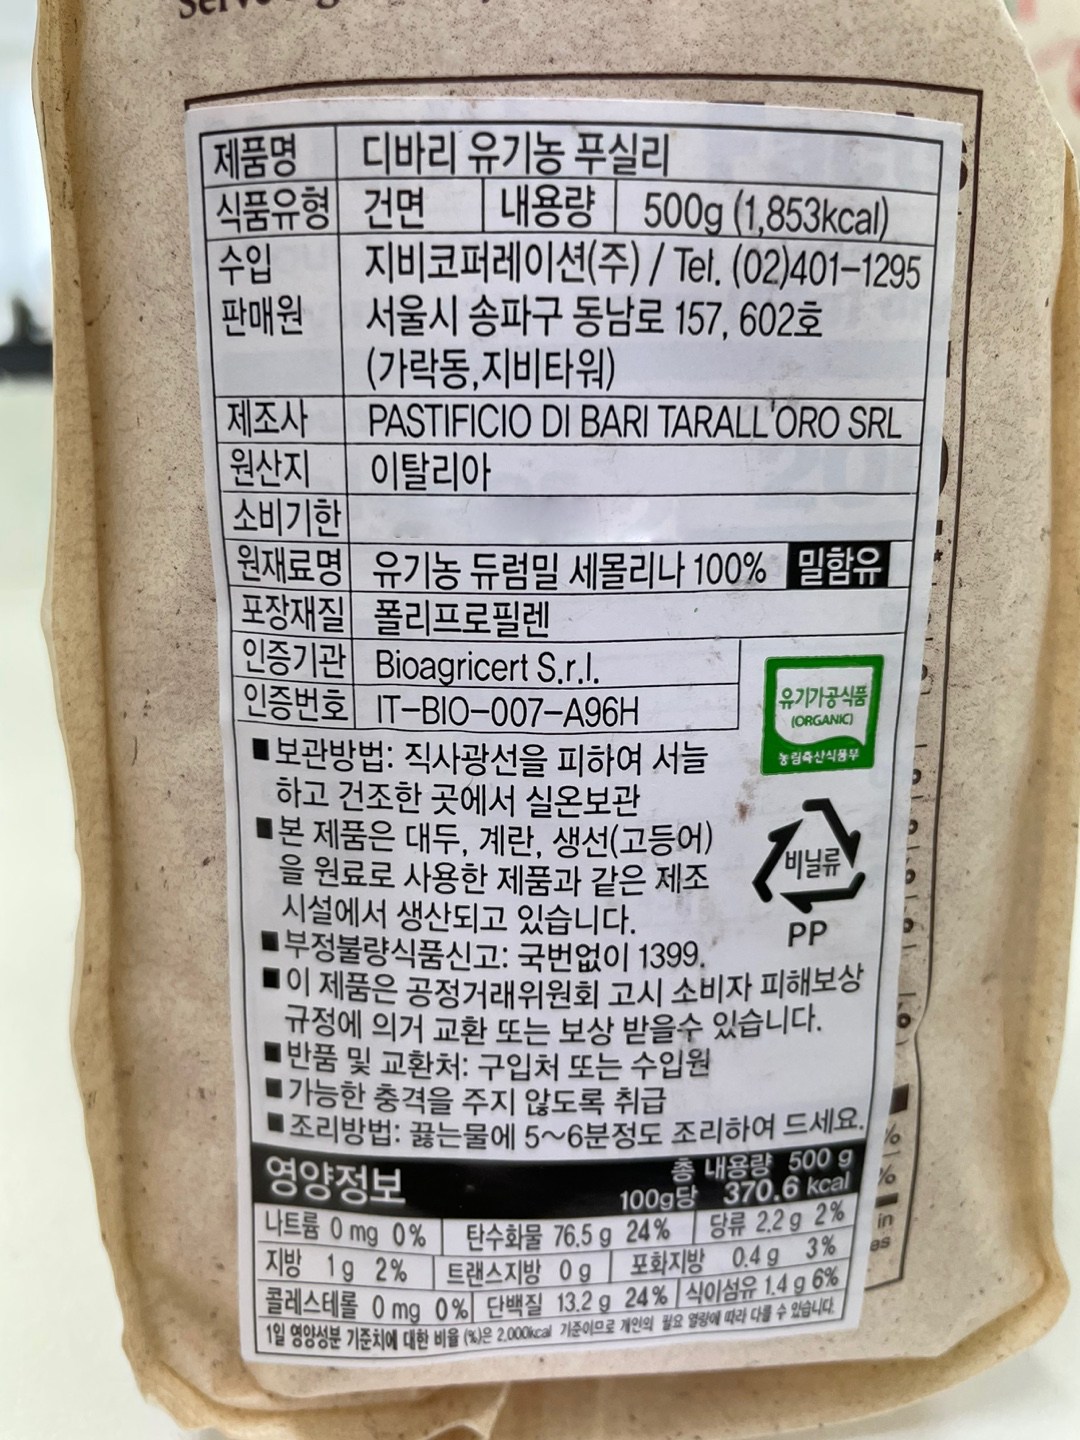 제품명 디바리 유기농 푸실리
식품유형 건면 내용량 500g (1,853kcal)
수입 지비코퍼레이션(주) / Tel. (02)401-1295
판매원 서울시 송파구 동남로 157, 602호
(가락동,지비타워)
제조사 PASTIFICIO DI BARI TARALL'ORO SRL
원산지 이탈리아
소비기한
원재료명 유기농 듀럼밀 세몰리나 100% 밀함유
포장재질 폴리프로필렌
인증기관 Bioagricert S.r.l.
인증번호 IT-BIO-007-A96H
유기가공식품
(ORGANIC)
농림축산식품부
■보관방법: 직사광선을 피하여 서늘
하고 건조한 곳에서 실온보관
■본 제품은 대두, 계란, 생선(고등어)
을 원료로 사용한 제품과 같은 제조
시설에서 생산되고 있습니다.
비닐류
PP
■부정불량식품신고: 국번없이 1399.
■이 제품은 공정거래위원회 고시 소비자 피해보상
규정에 의거 교환 또는 보상 받을수 있습니다.
■반품 및 교환처: 구입처 또는 수입원
■가능한 충격을 주지 않도록 취급
■조리방법: 끓는물에 5~6분정도 조리하여 드세요.
영양정보 총 내용량 500 g
100g당 370.6 kcal
나트륨 0 mg 0% 탄수화물 76.5 g 24% 당류 2.2 g 2%
지방 1 g 2% 트랜스지방 0 g 포화지방 0.4 g 3%
콜레스테롤 0 mg 0% 단백질 13.2 g 24% 식이섬유 1.4 g 6%
1일 영양성분 기준치에 대한 비율 (%)은 2,000kcal 기준이므로 개인의 필요 열량에 따라 다를 수 있습니다.